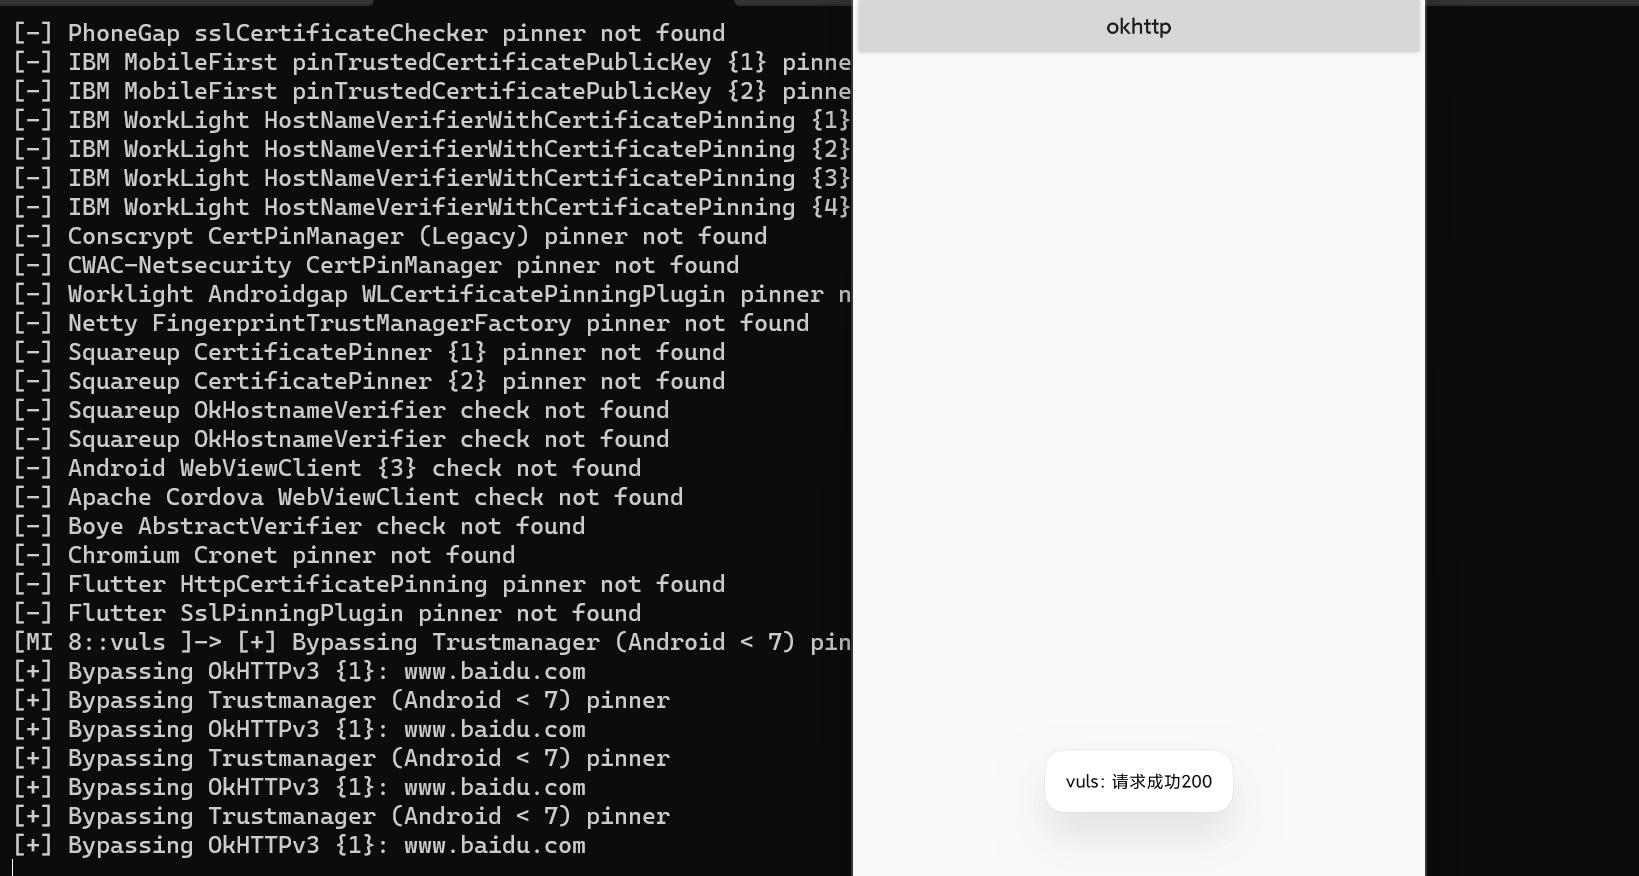 [-] PhoneGap sslCertificateChecker pinner not found
[-] IBM MobileFirst pinTrustedCertificatePublicKey {1} pinne
[-] IBM MobileFirst pinTrustedCertificatePublicKey {2} pinne
[-] IBM WorkLight HostNameVerifierWithCertificatePinning {1}
[-] IBM WorkLight HostNameVerifierWithCertificatePinning {2}
[-] IBM WorkLight HostNameVerifierWithCertificatePinning {3}
[-] IBM WorkLight HostNameVerifierWithCertificatePinning {4}
[-] Conscrypt CertPinManager (Legacy) pinner not found
[-] CWAC-Netsecurity CertPinManager pinner not found
[-] Worklight Androidgap WLCertificatePinningPlugin pinner n
[-] Netty FingerprintTrustManagerFactory pinner not found
[-] Squareup CertificatePinner {1} pinner not found
[-] Squareup CertificatePinner {2} pinner not found
[-] Squareup OkHostnameVerifier check not found
[-] Squareup OkHostnameVerifier check not found
[-] Android WebViewClient {3} check not found
[-] Apache Cordova WebViewClient check not found
[-] Boye AbstractVerifier check not found
[-] Chromium Cronet pinner not found
[-] Flutter HttpCertificatePinning pinner not found
[-] Flutter SslPinningPlugin pinner not found
[MI 8::vuls ]-> [+] Bypassing Trustmanager (Android < 7) pin
[+] Bypassing OkHTTPv3 {1}: www.baidu.com
[+] Bypassing Trustmanager (Android < 7) pinner
[+] Bypassing OkHTTPv3 {1}: www.baidu.com
[+] Bypassing Trustmanager (Android < 7) pinner
[+] Bypassing OkHTTPv3 {1}: www.baidu.com
[+] Bypassing Trustmanager (Android < 7) pinner
[+] Bypassing OkHTTPv3 {1}: www.baidu.com
okhttp
vuls: 请求成功200